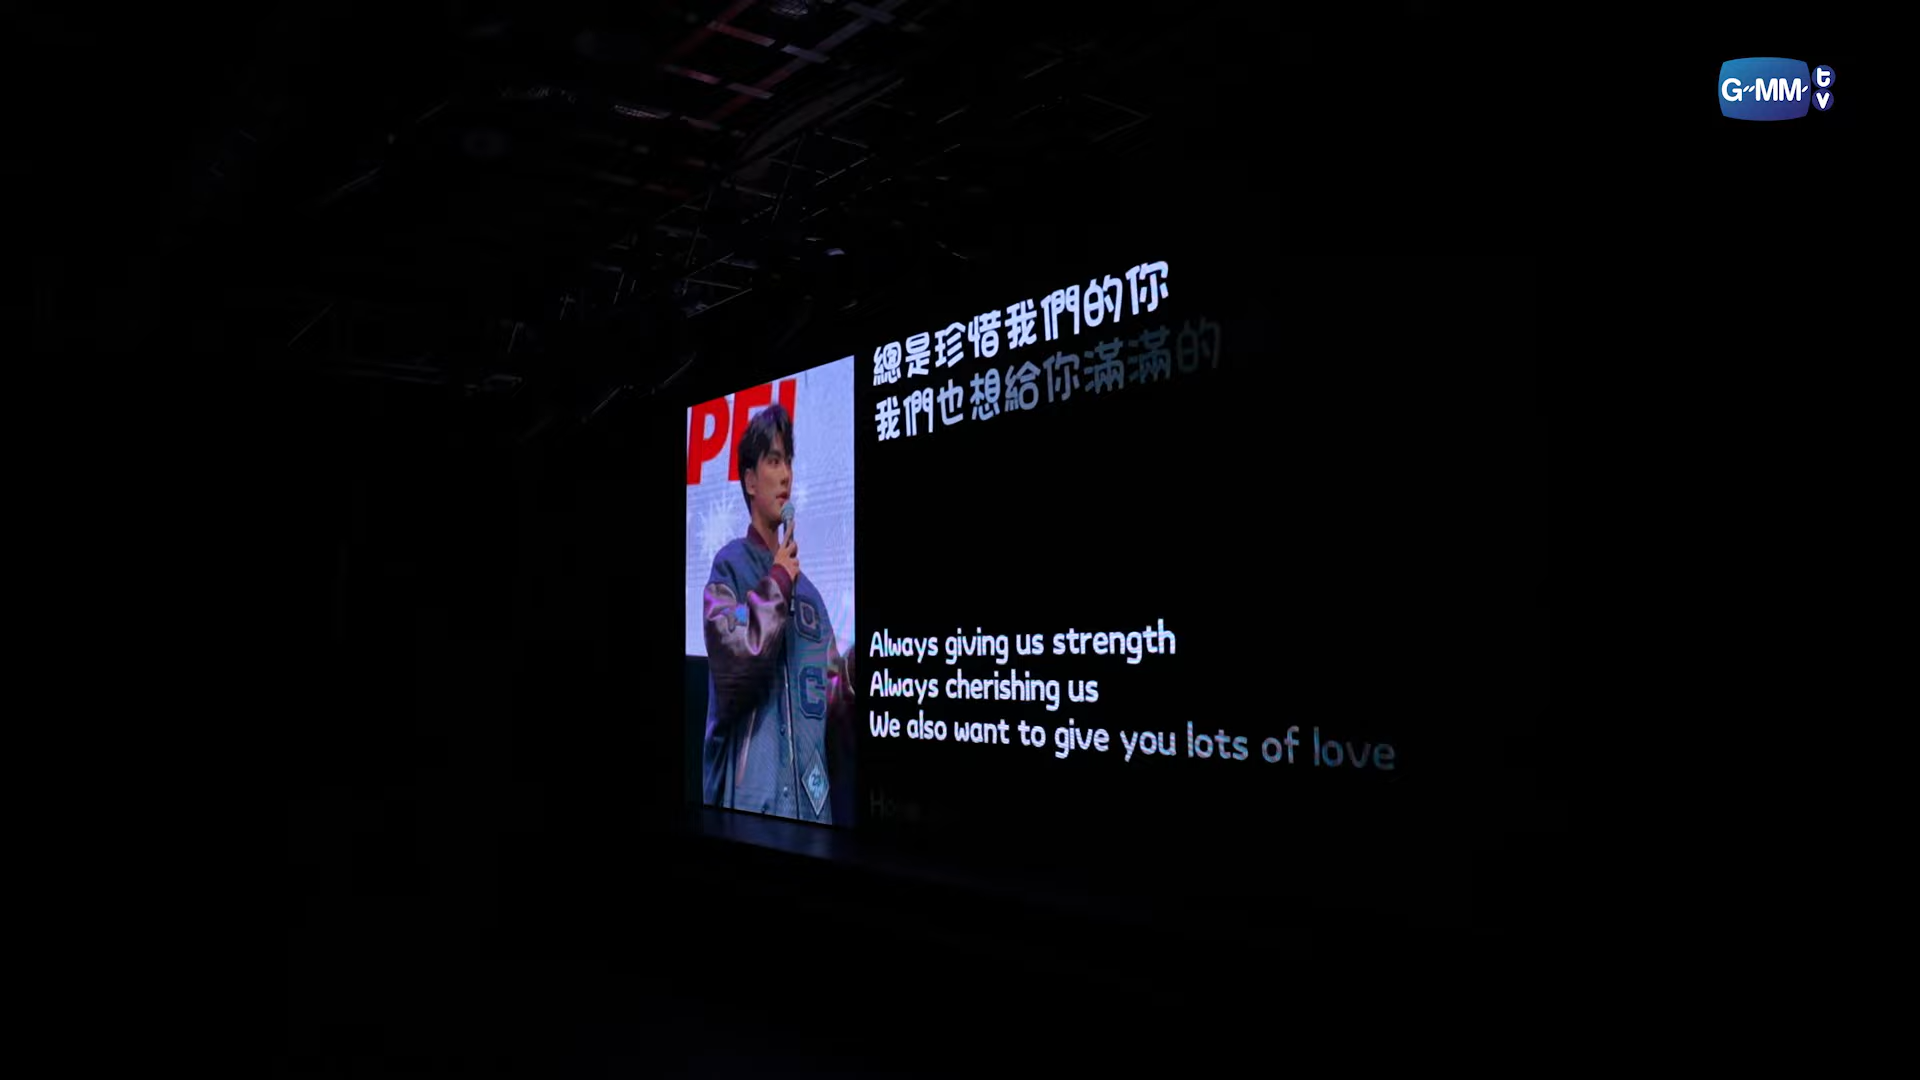 GMM
tv
總是珍惜我們的你
我們也想給你滿滿的
PEI
Always giving us strength
Always cherishing us
We also want to give you lots of love